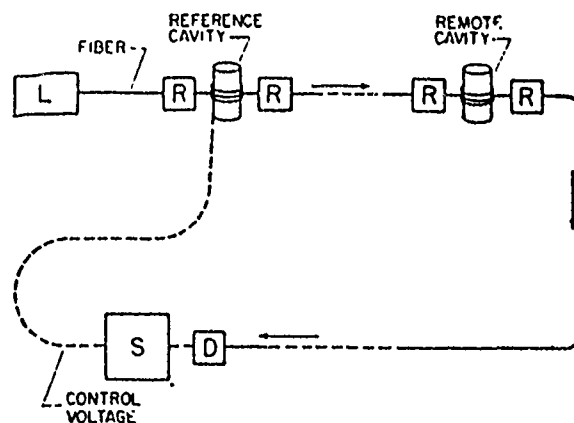 REFERENCE
CAVITY
REMOTE
CAVITY
FIBER
L
R
R
R
R
S
D
CONTROL
VOLTAGE